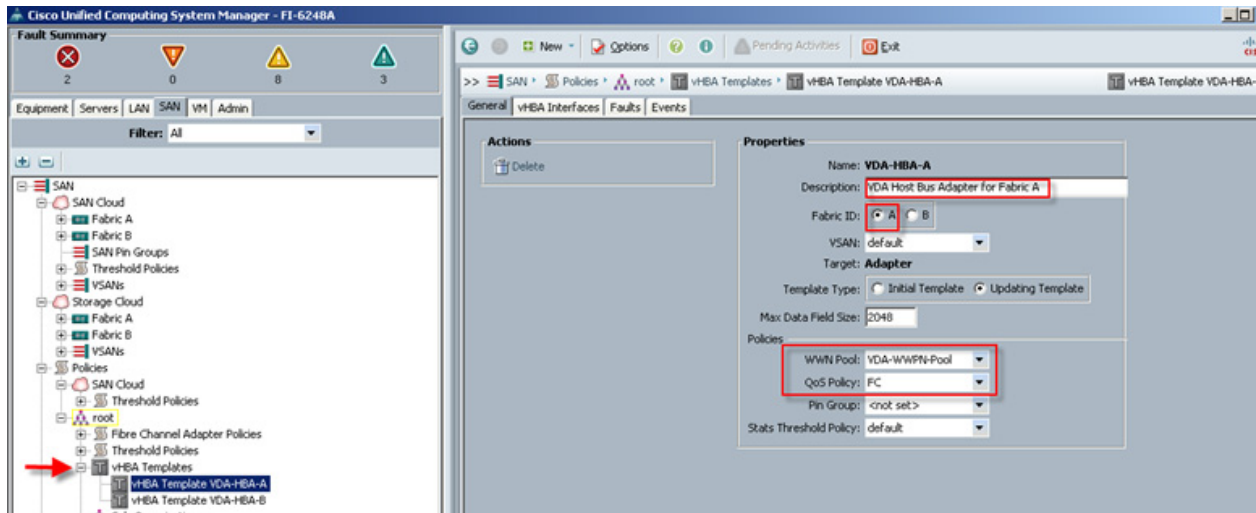 Cisco Unified Computing System Manager - FI-6248A
Fault Summary
2 0 8 3
Equipment Servers LAN SAN VM Admin
Filter: All
SAN
SAN Cloud
Fabric A
Fabric B
SAN Pin Groups
Threshold Policies
VSANs
Storage Cloud
Fabric A
Fabric B
VSANs
Policies
SAN Cloud
Threshold Policies
root
Fibre Channel Adapter Policies
Threshold Policies
vHBA Templates
vHBA Template VDA-HBA-A
vHBA Template VDA-HBA-B
New Options Pending Activities Exit
>> SAN Policies root vHBA Templates vHBA Template VDA-HBA-A vHBA Template VDA-HBA-
General vHBA Interfaces Faults Events
Actions
Delete
Properties
Name: VDA-HBA-A
Description: VDA Host Bus Adapter for Fabric A
Fabric ID: A B
VSAN: default
Target: Adapter
Template Type: Initial Template Updating Template
Max Data Field Size: 2048
Policies
WWN Pool: VDA-WWPN-Pool
QoS Policy: FC
Pin Group: <not set>
Stats Threshold Policy: default